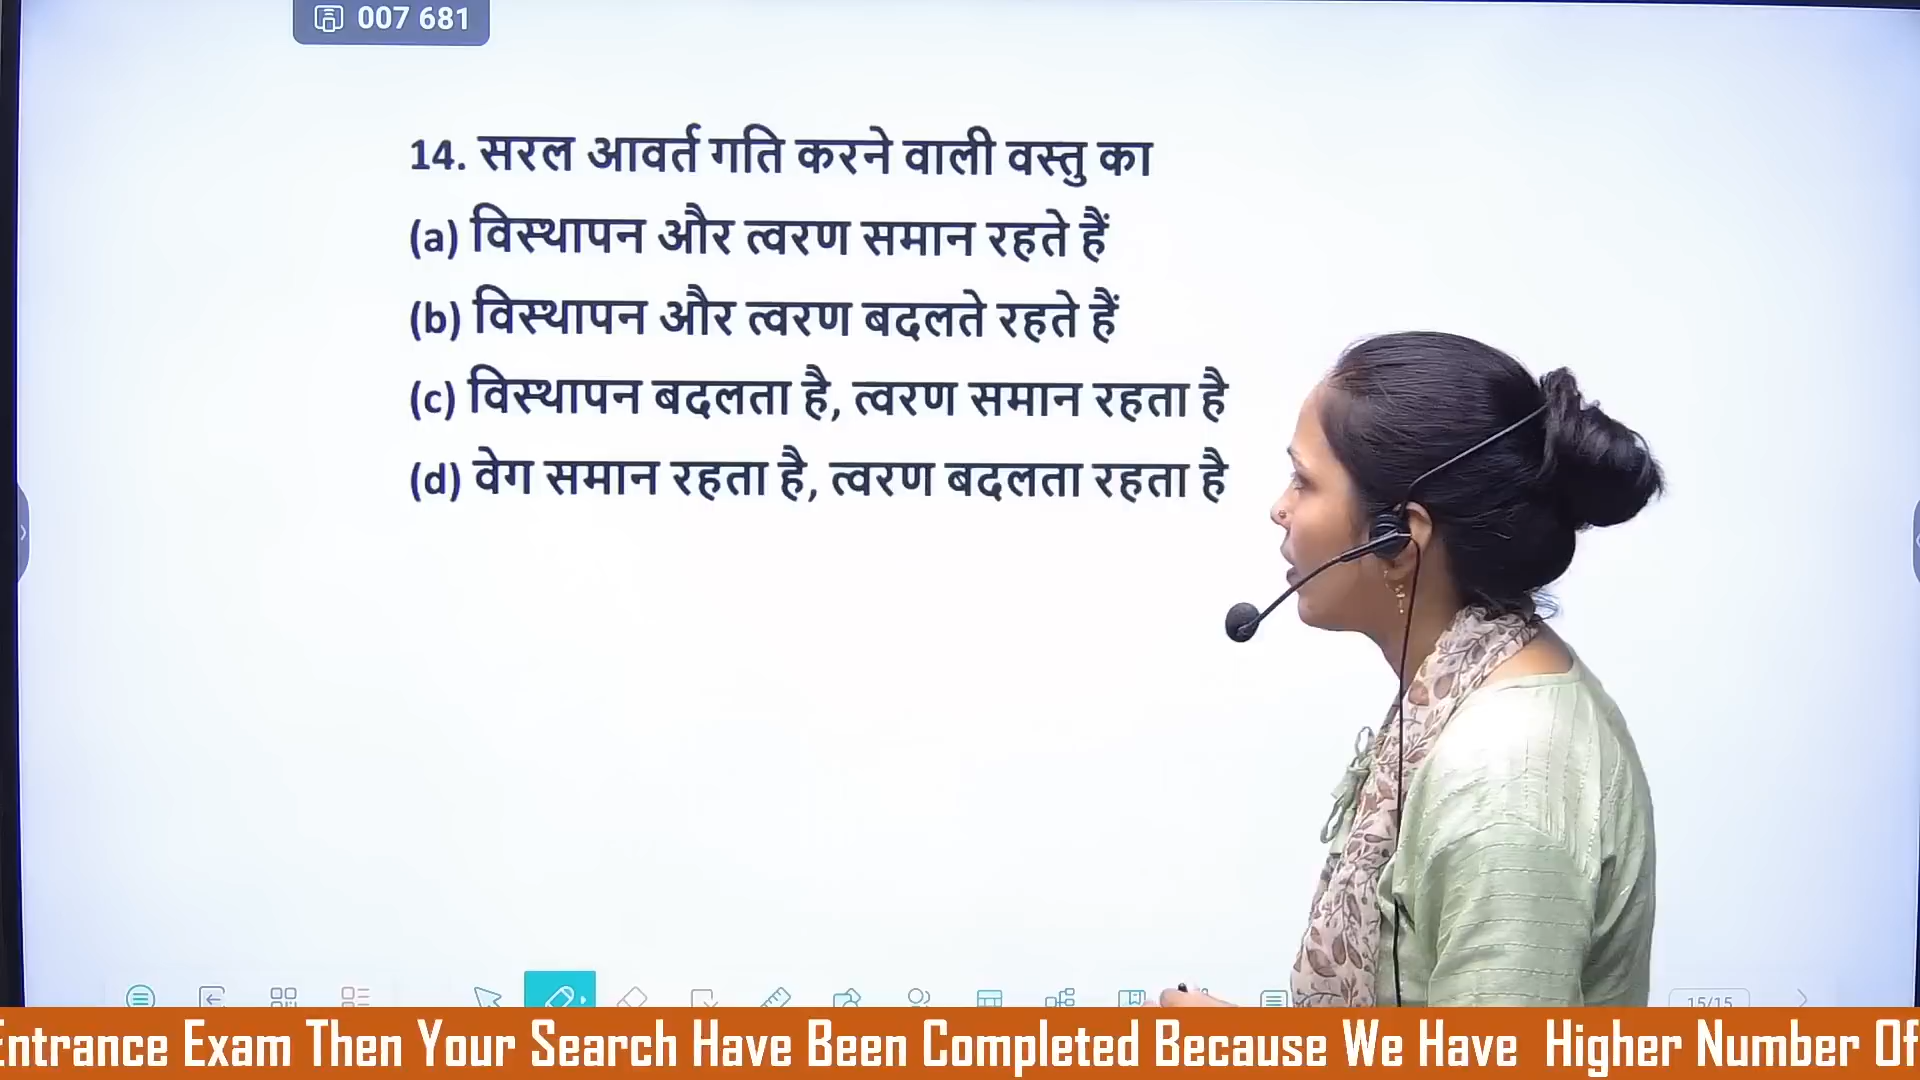 007 681
14. सरल आवर्त गति करने वाली वस्तु का
(a) विस्थापन और त्वरण समान रहते हैं
(b) विस्थापन और त्वरण बदलते रहते हैं
(c) विस्थापन बदलता है, त्वरण समान रहता है
(d) वेग समान रहता है, त्वरण बदलता रहता है
15/15
Entrance Exam Then Your Search Have Been Completed Because We Have Higher Number Of